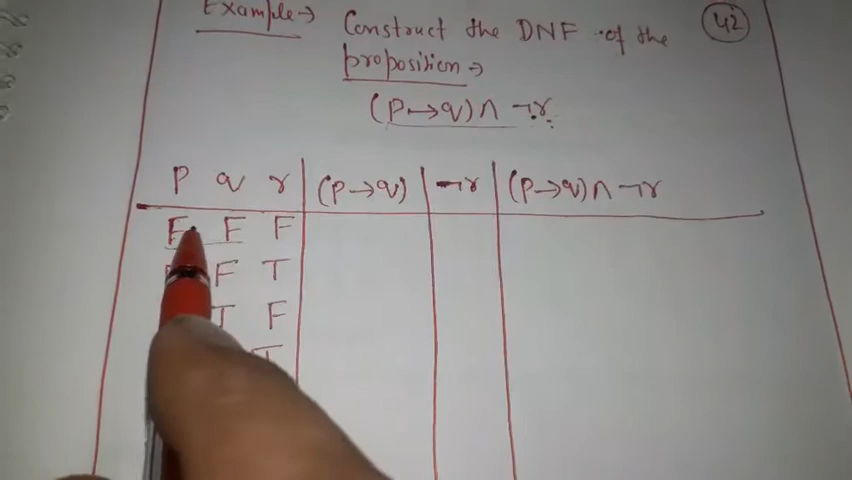 Example→ Construct the DNF of the
proposition→
42
(p→q)∧ ¬r
P q r (p→q) ¬r (p→q)∧ ¬r
F F F
F T
T F
T